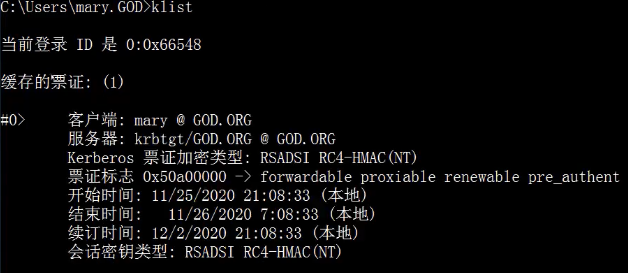 C:\Users\mary.GOD>klist
当前登录 ID 是 0:0x66548
缓存的票证: (1)
#0> 客户端: mary @ GOD.ORG
服务器: krbtgt/GOD.ORG @ GOD.ORG
Kerberos 票证加密类型: RSADSI RC4-HMAC(NT)
票证标志 0x50a00000 -> forwardable proxiable renewable pre_authent
开始时间: 11/25/2020 21:08:33 (本地)
结束时间: 11/26/2020 7:08:33 (本地)
续订时间: 12/2/2020 21:08:33 (本地)
会话密钥类型: RSADSI RC4-HMAC(NT)